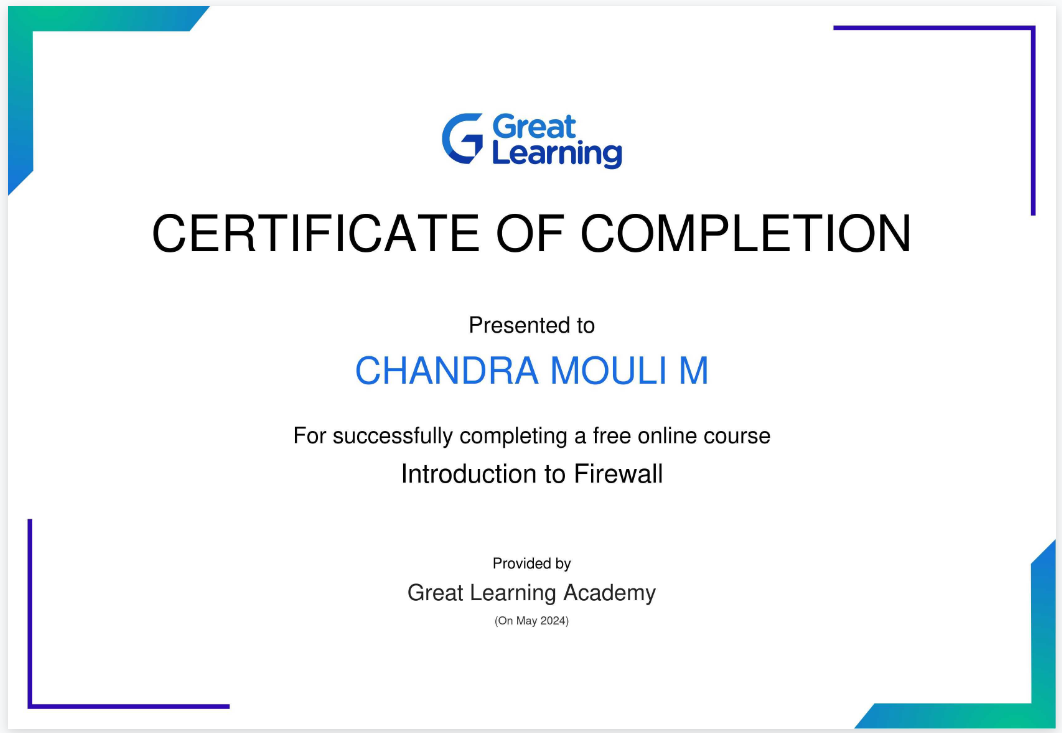 Great
Learning
CERTIFICATE OF COMPLETION
Presented to
CHANDRA MOULI M
For successfully completing a free online course
Introduction to Firewall
Provided by
Great Learning Academy
(On May 2024)